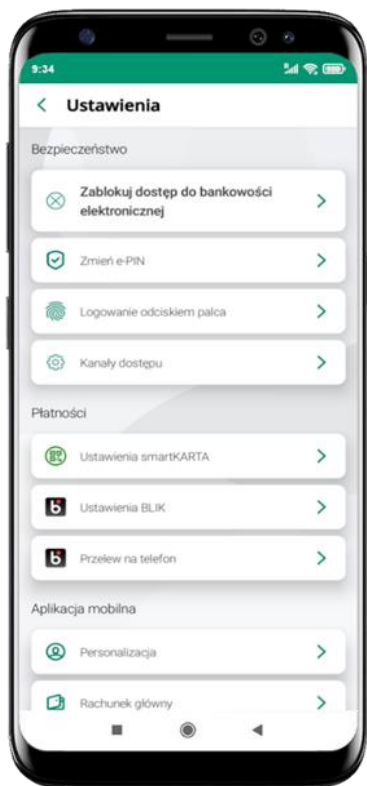 9:34
Ustawienia
Bezpieczeństwo
Zablokuj dostęp do bankowości
elektronicznej
Zmień e-PIN
Logowanie odciskiem palca
Kanały dostępu
Płatności
Ustawienia smartKARTA
Ustawienia BLIK
Przelew na telefon
Aplikacja mobilna
Personalizacja
Rachunek główny